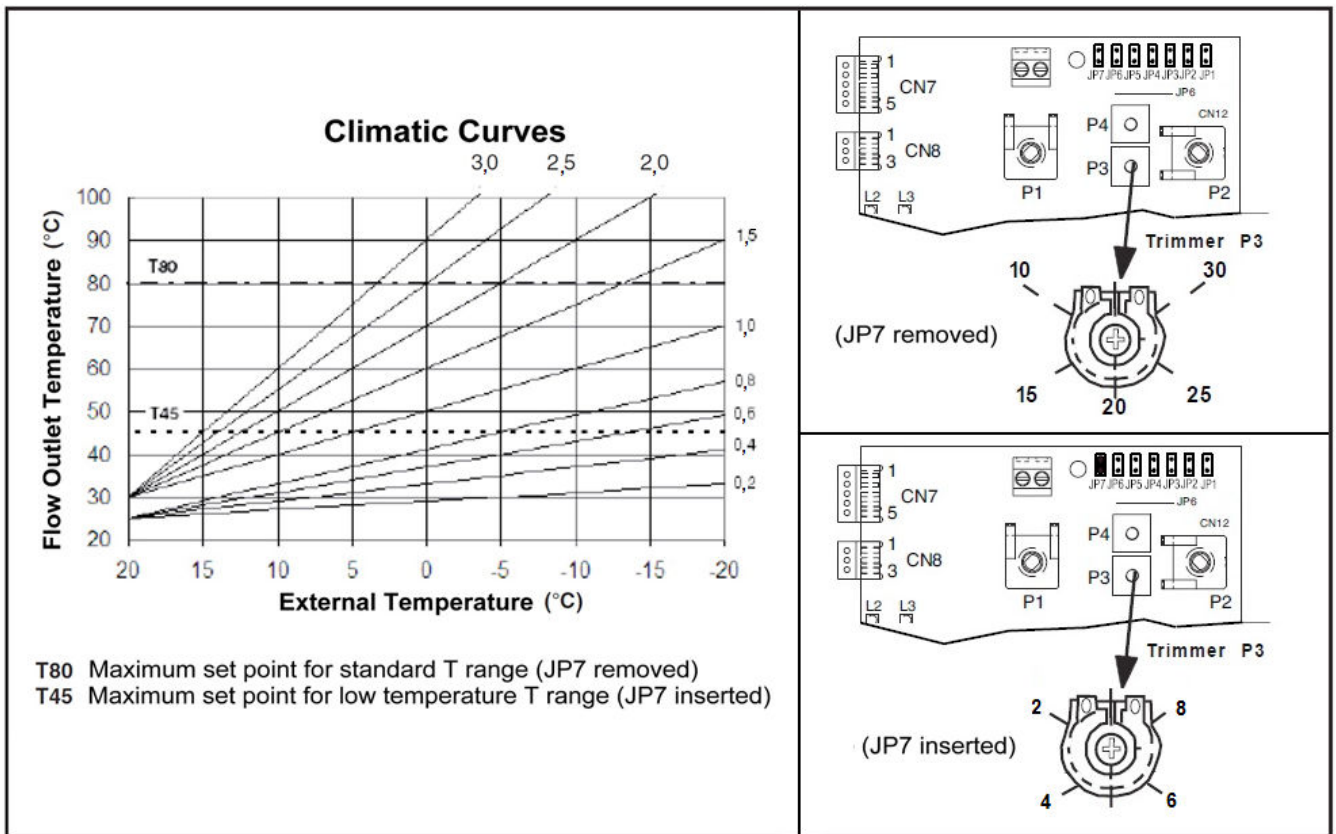 Climatic Curves
3,0 2,5 2,0
Flow Outlet Temperature (°C)
100
90
80
70
60
50
40
30
20
T80
T45
1,5
1,0
0,8
0,6
0,4
0,2
20 15 10 5 0 -5 -10 -15 -20
External Temperature (°C)
T80 Maximum set point for standard T range (JP7 removed)
T45 Maximum set point for low temperature T range (JP7 inserted)
1
CN7
5
1
CN8
3
L2 L3
JP7 JP6 JP5 JP4 JP3 JP2 JP1
JP6
P4
CN12
P3
P1
P2
Trimmer P3
10 30
(JP7 removed)
15 20 25
1
CN7
5
1
CN8
3
L2 L3
JP7 JP6 JP5 JP4 JP3 JP2 JP1
JP6
P4
CN12
P3
P1
P2
Trimmer P3
2 8
(JP7 inserted)
4 6